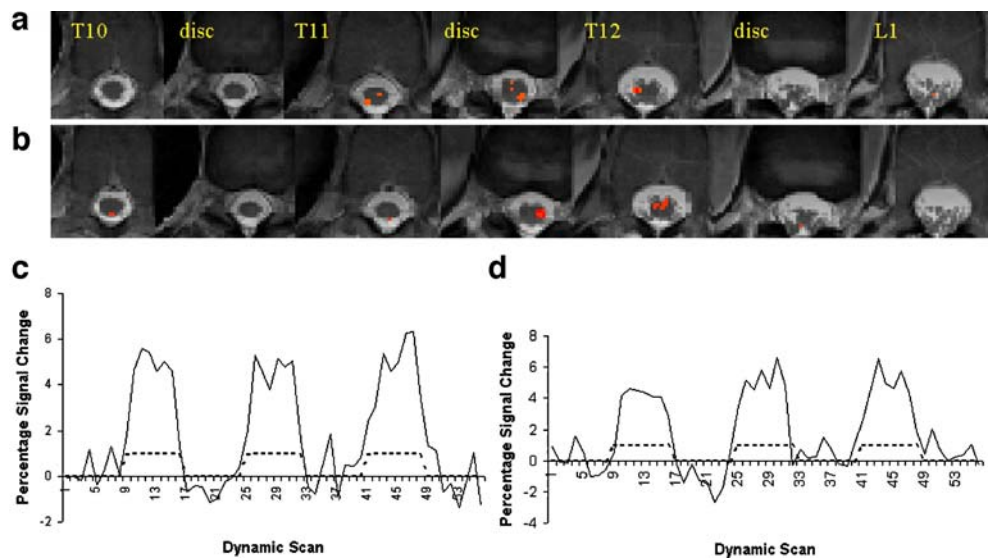 a
T10 disc T11 disc T12 disc L1
b
c
8
6
4
2
0
-2
Percentage Signal Change
1 5 9 13 17 21 25 29 33 37 41 45 49 53
Dynamic Scan
d
8
6
4
2
0
-2
-4
Percentage Signal Change
1 5 9 13 17 21 25 29 33 37 41 45 49 53
Dynamic Scan